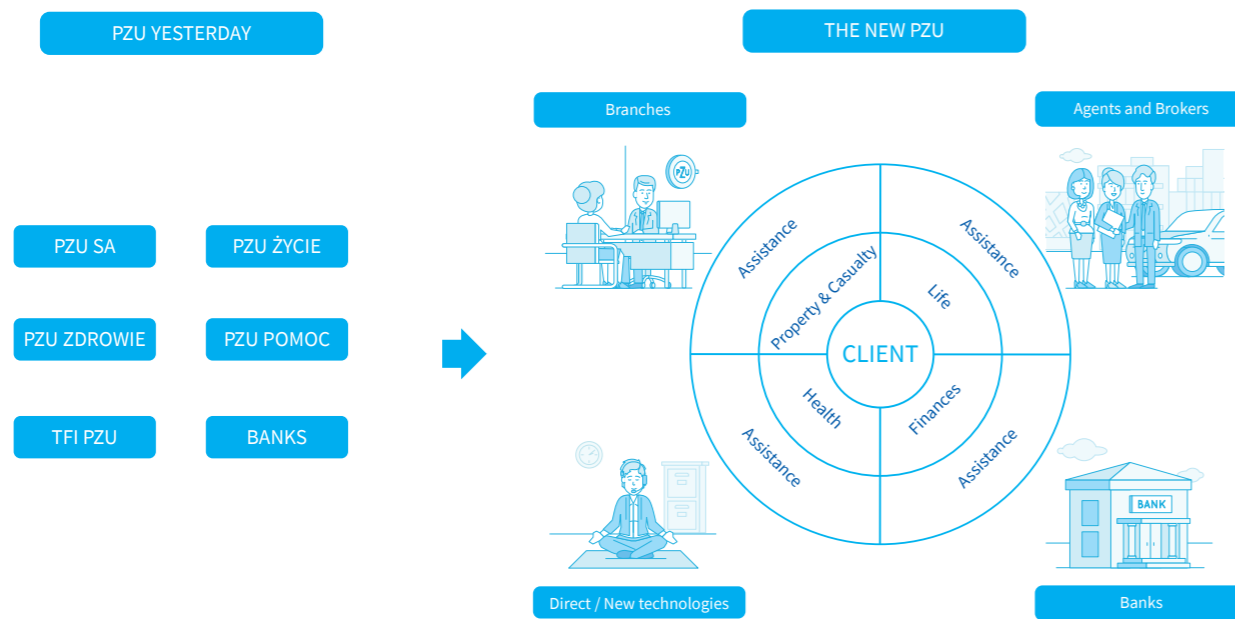 PZU YESTERDAY
THE NEW PZU
Branches
Agents and Brokers
PZU
Assistance
Assistance
Property & Casualty
Life
PZU SA
PZU ŻYCIE
PZU ZDROWIE
PZU POMOC
CLIENT
Health
Finances
TFI PZU
BANKS
Assistance
Assistance
BANK
Direct / New technologies
Banks